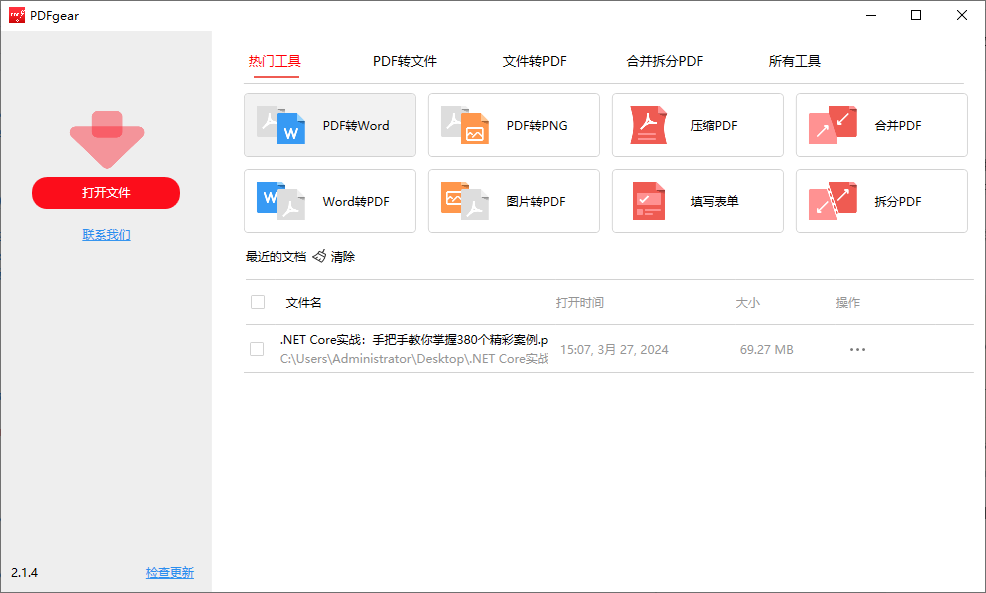 PDFgear
热门工具
PDF转文件
文件转PDF
合并拆分PDF
所有工具
PDF转Word
PDF转PNG
压缩PDF
合并PDF
打开文件
Word转PDF
图片转PDF
填写表单
拆分PDF
联系我们
最近的文档
清除
文件名
打开时间
大小
操作
.NET Core实战：手把手教你掌握380个精彩案例.p
C:\Users\Administrator\Desktop\.NET Core实战
15:07, 3月 27, 2024
69.27 MB
2.1.4
检查更新